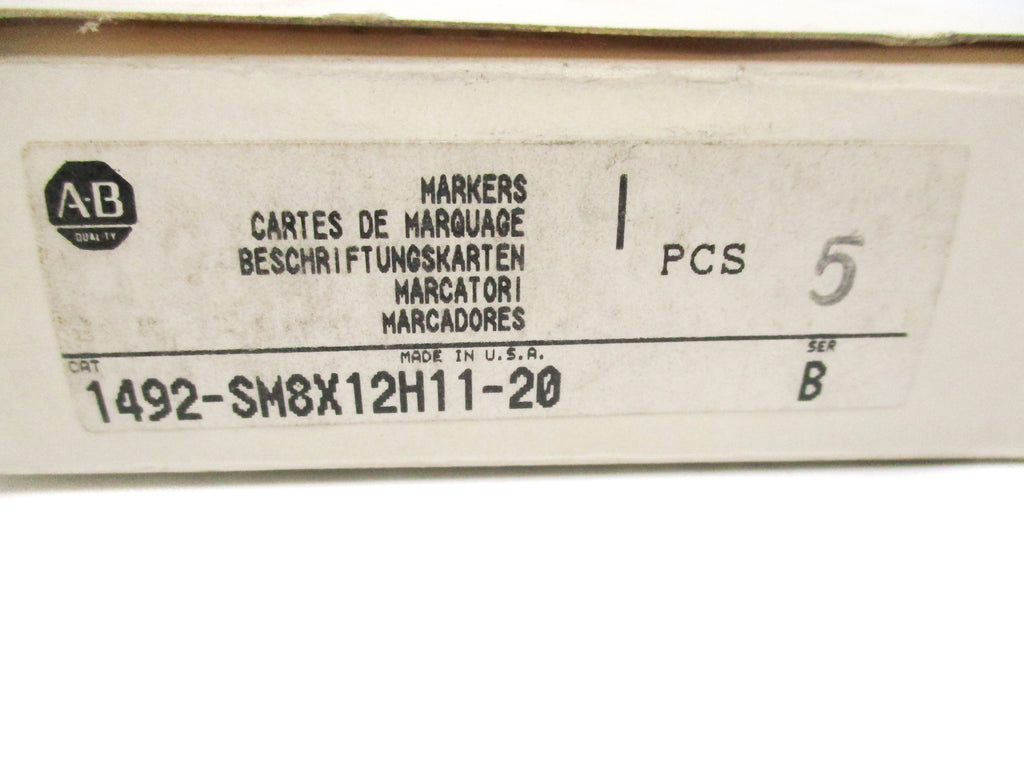 A-B
QUALITY
MARKERS
CARTES DE MARQUAGE
BESCHRIFTUNGSKARTEN
MARCATORI
MARCADORES
PCS 5
MADE IN U.S.A.
CAT
1492-SM8X12H11-20
SER
B